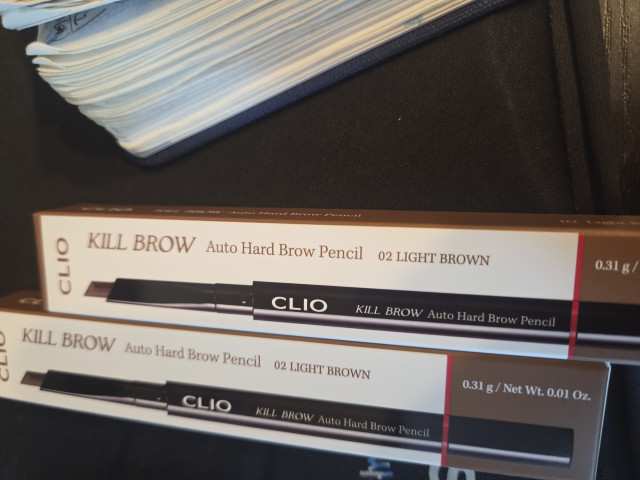 CLIO
KILL BROW Auto Hard Brow Pencil 02 LIGHT BROWN
0.31 g /
CLIO KILL BROW Auto Hard Brow Pencil
CLIO
KILL BROW Auto Hard Brow Pencil 02 LIGHT BROWN
0.31 g / Net Wt. 0.01 Oz.
CLIO KILL BROW Auto Hard Brow Pencil